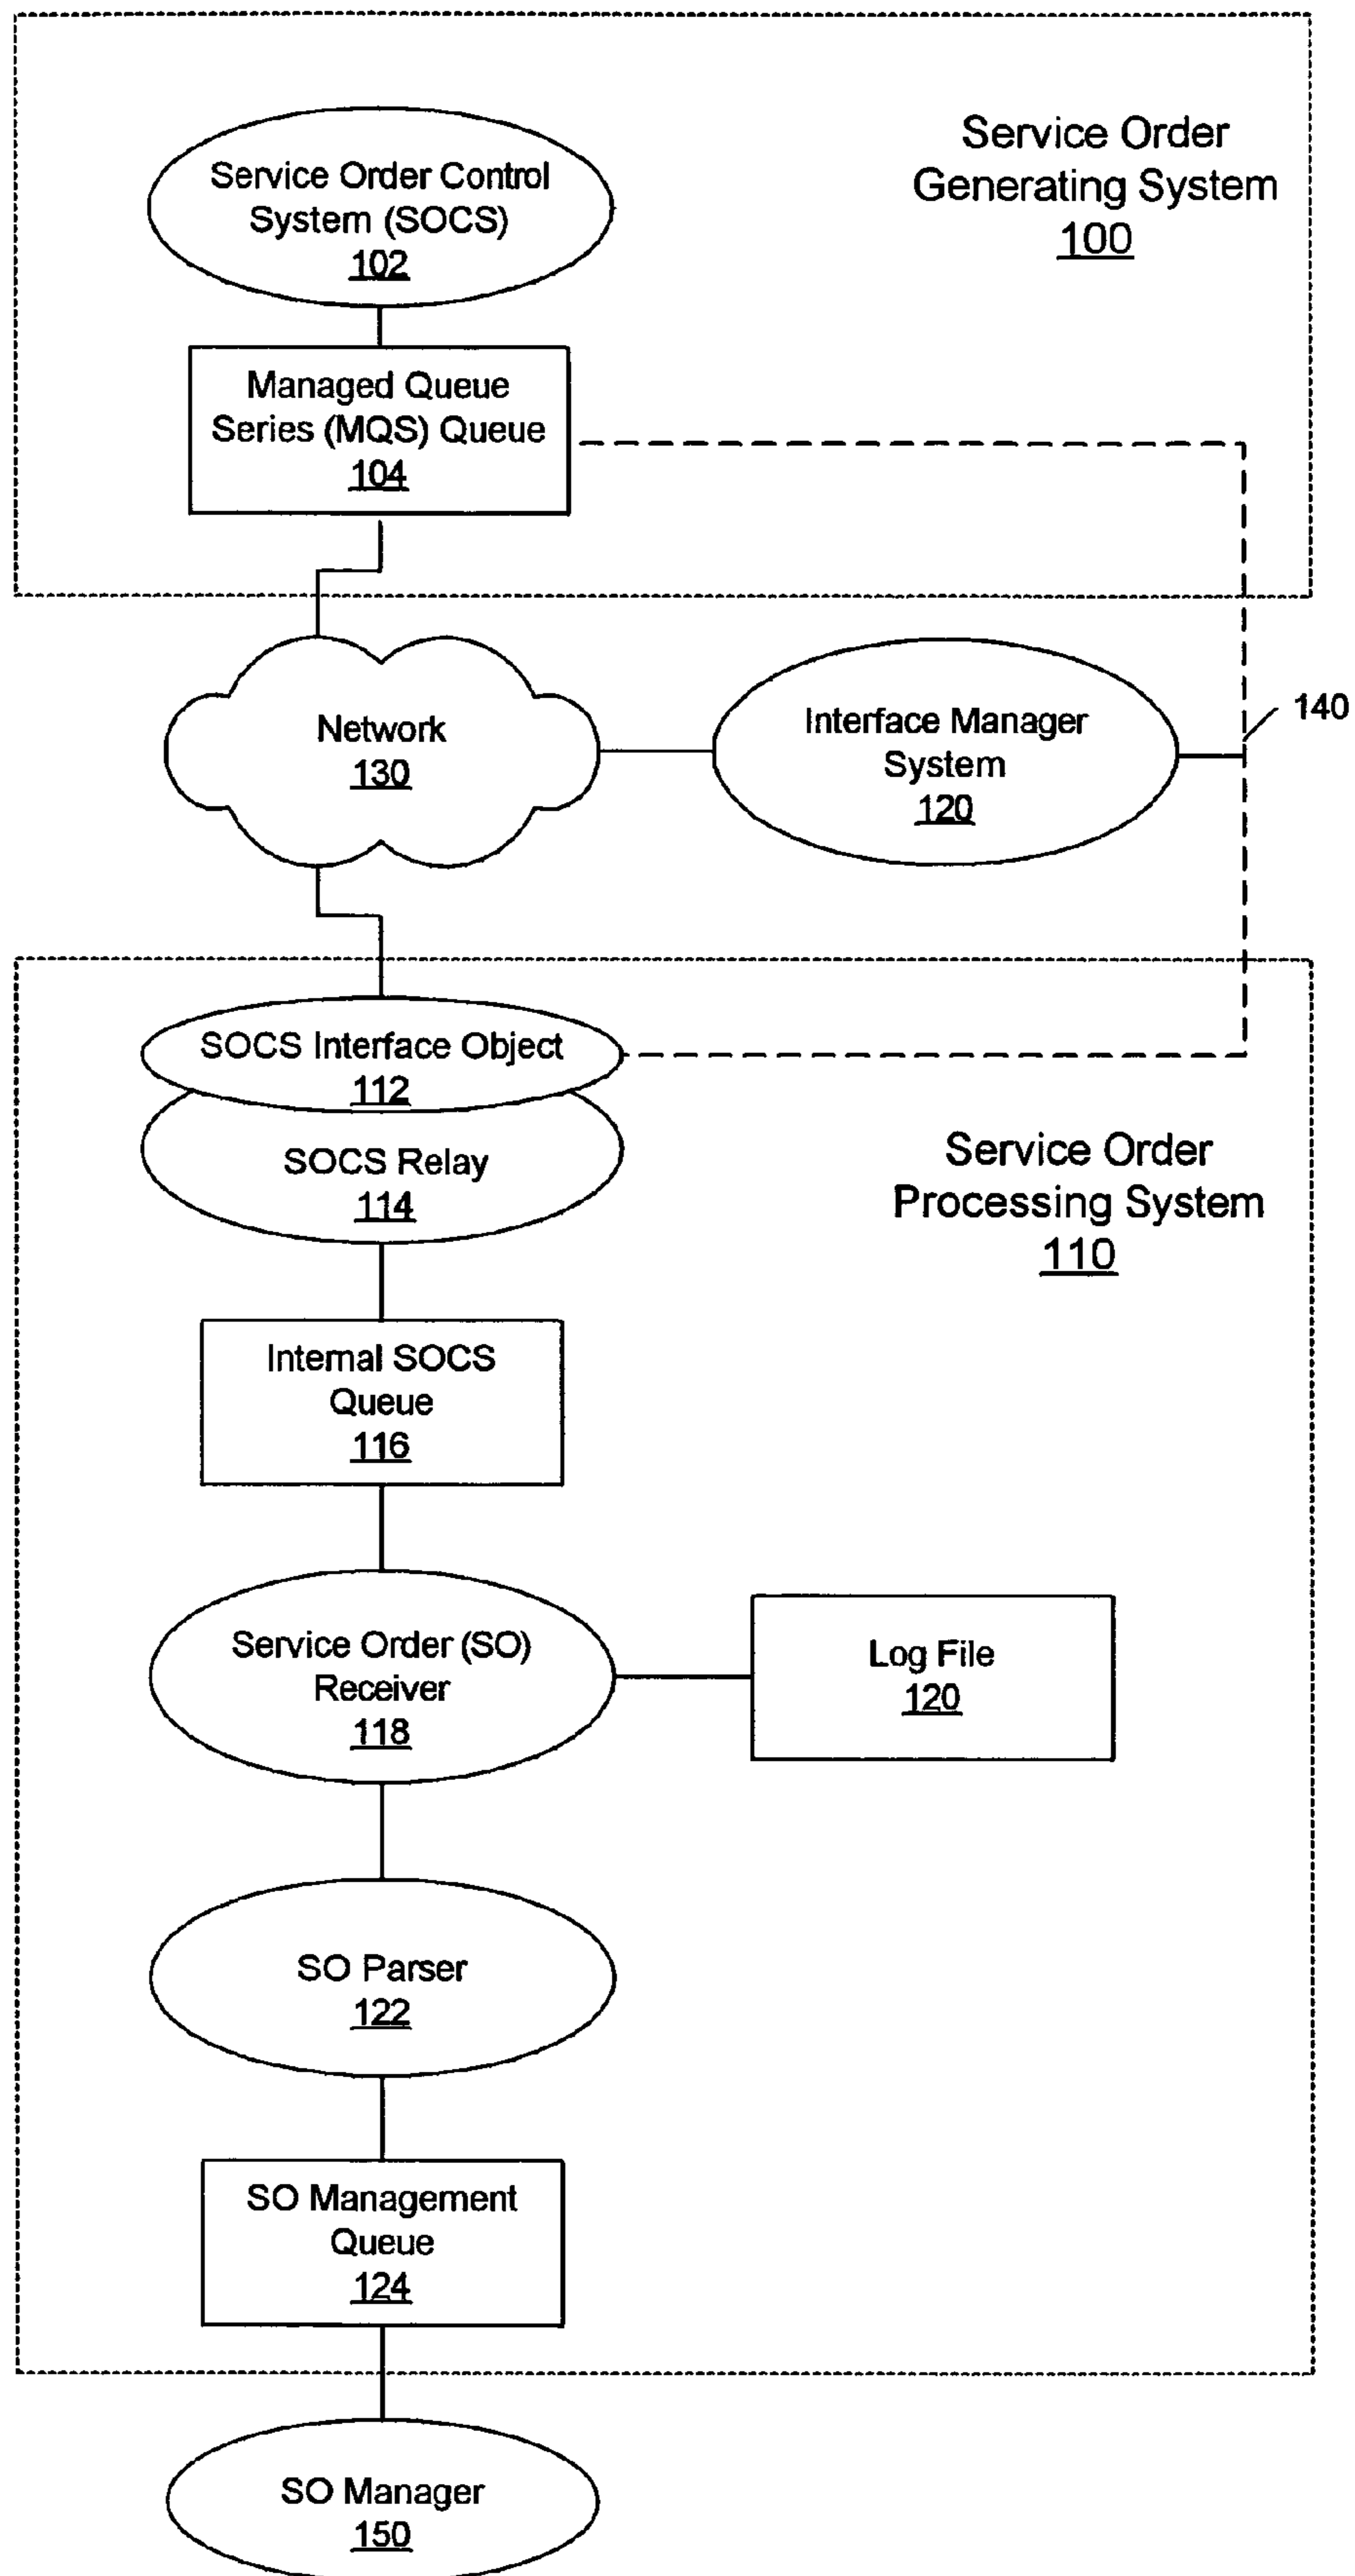 Service Order
Generating System
100
Service Order Control
System (SOCS)
102
Managed Queue
Series (MQS) Queue
104
Network
130
Interface Manager
System
120
140
SOCS Interface Object
112
SOCS Relay
114
Service Order
Processing System
110
Internal SOCS
Queue
116
Service Order (SO)
Receiver
118
Log File
120
SO Parser
122
SO Management
Queue
124
SO Manager
150